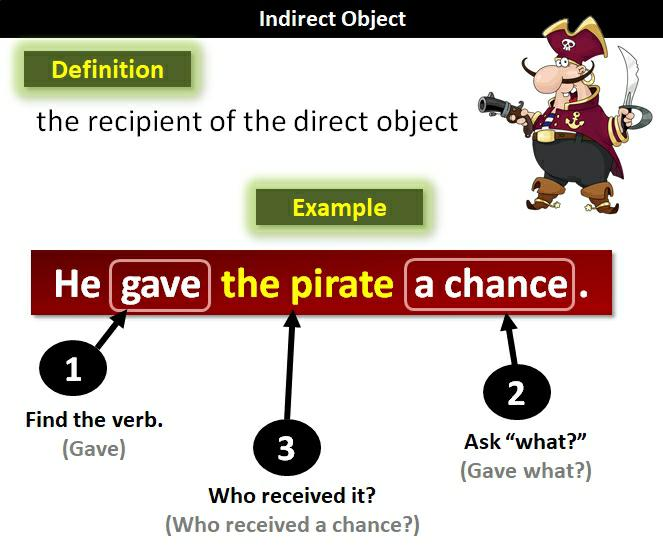 Indirect Object
Definition
the recipient of the direct object
Example
He gave the pirate a chance.
1
Find the verb.
(Gave)
2
Ask “what?”
(Gave what?)
3
Who received it?
(Who received a chance?)